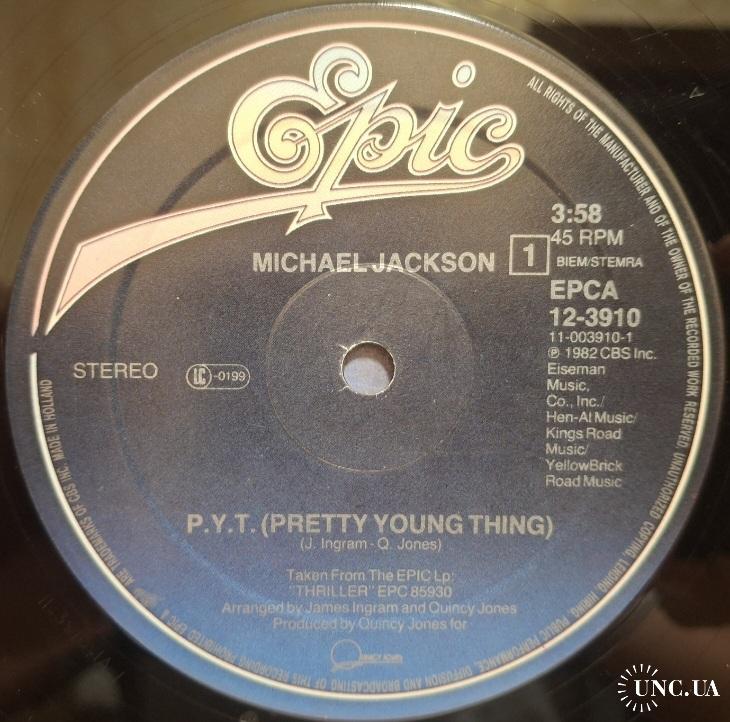 Epic
MICHAEL JACKSON
1
3:58
45 RPM
BIEM/STEMRA
EPCA
12-3910
11-003910-1
℗ 1982 CBS Inc.
Eiseman
Music,
Co., Inc./
Hen-Al Music/
Kings Road
Music/
YellowBrick
Road Music
STEREO
LC-0199
P.Y.T. (PRETTY YOUNG THING)
(J. Ingram - Q. Jones)
Taken From The EPIC Lp:
"THRILLER" EPC 85930
Arranged by James Ingram and Quincy Jones
Produced by Quincy Jones for
QUINCY JONES
ALL RIGHTS OF THE MANUFACTURER AND OF THE OWNER OF THE RECORDED WORK RESERVED UNAUTHORIZED COPYING, LENDING, HIRING, PUBLIC PERFORMANCE, DIFFUSION AND BROADCASTING OF THIS RECORDING PROHIBITED EPIC & ARE TRADEMARKS OF CBS INC. MADE IN HOLLAND
UNC.UA